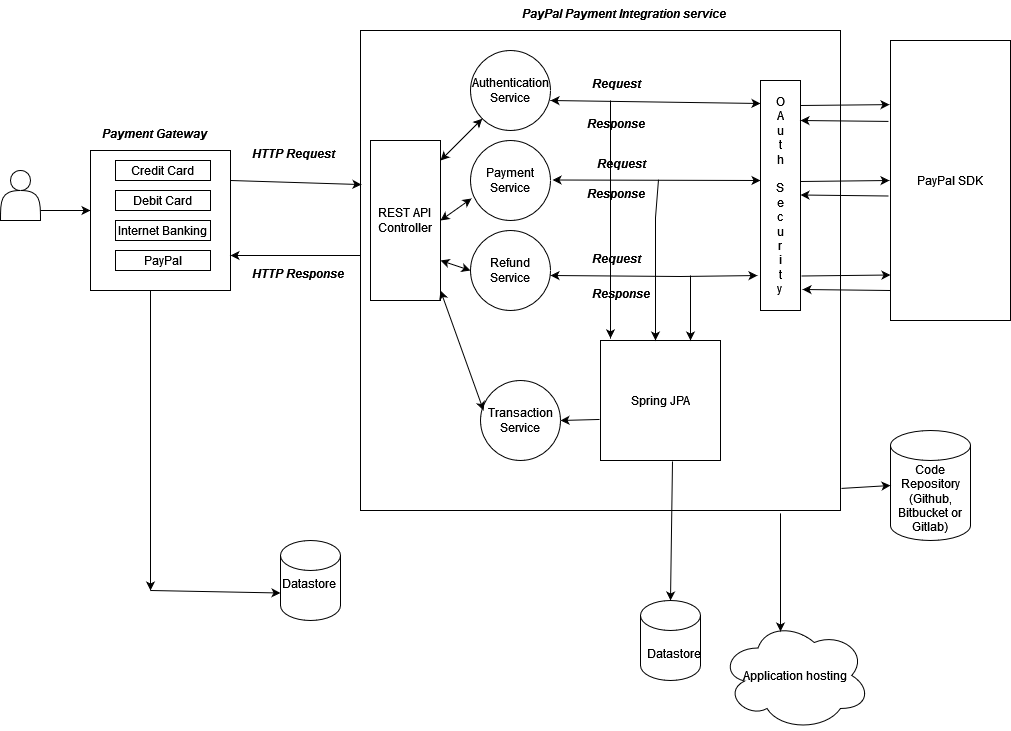 PayPal Payment Integration service
Payment Gateway
Credit Card
Debit Card
Internet Banking
PayPal
HTTP Request
HTTP Response
REST API
Controller
Authentication
Service
Payment
Service
Refund
Service
Transaction
Service
Request
Response
Request
Response
Request
Response
O
A
u
t
h
S
e
c
u
r
i
t
y
PayPal SDK
Spring JPA
Code
Repository
(Github,
Bitbucket or
Gitlab)
Datastore
Datastore
Application hosting